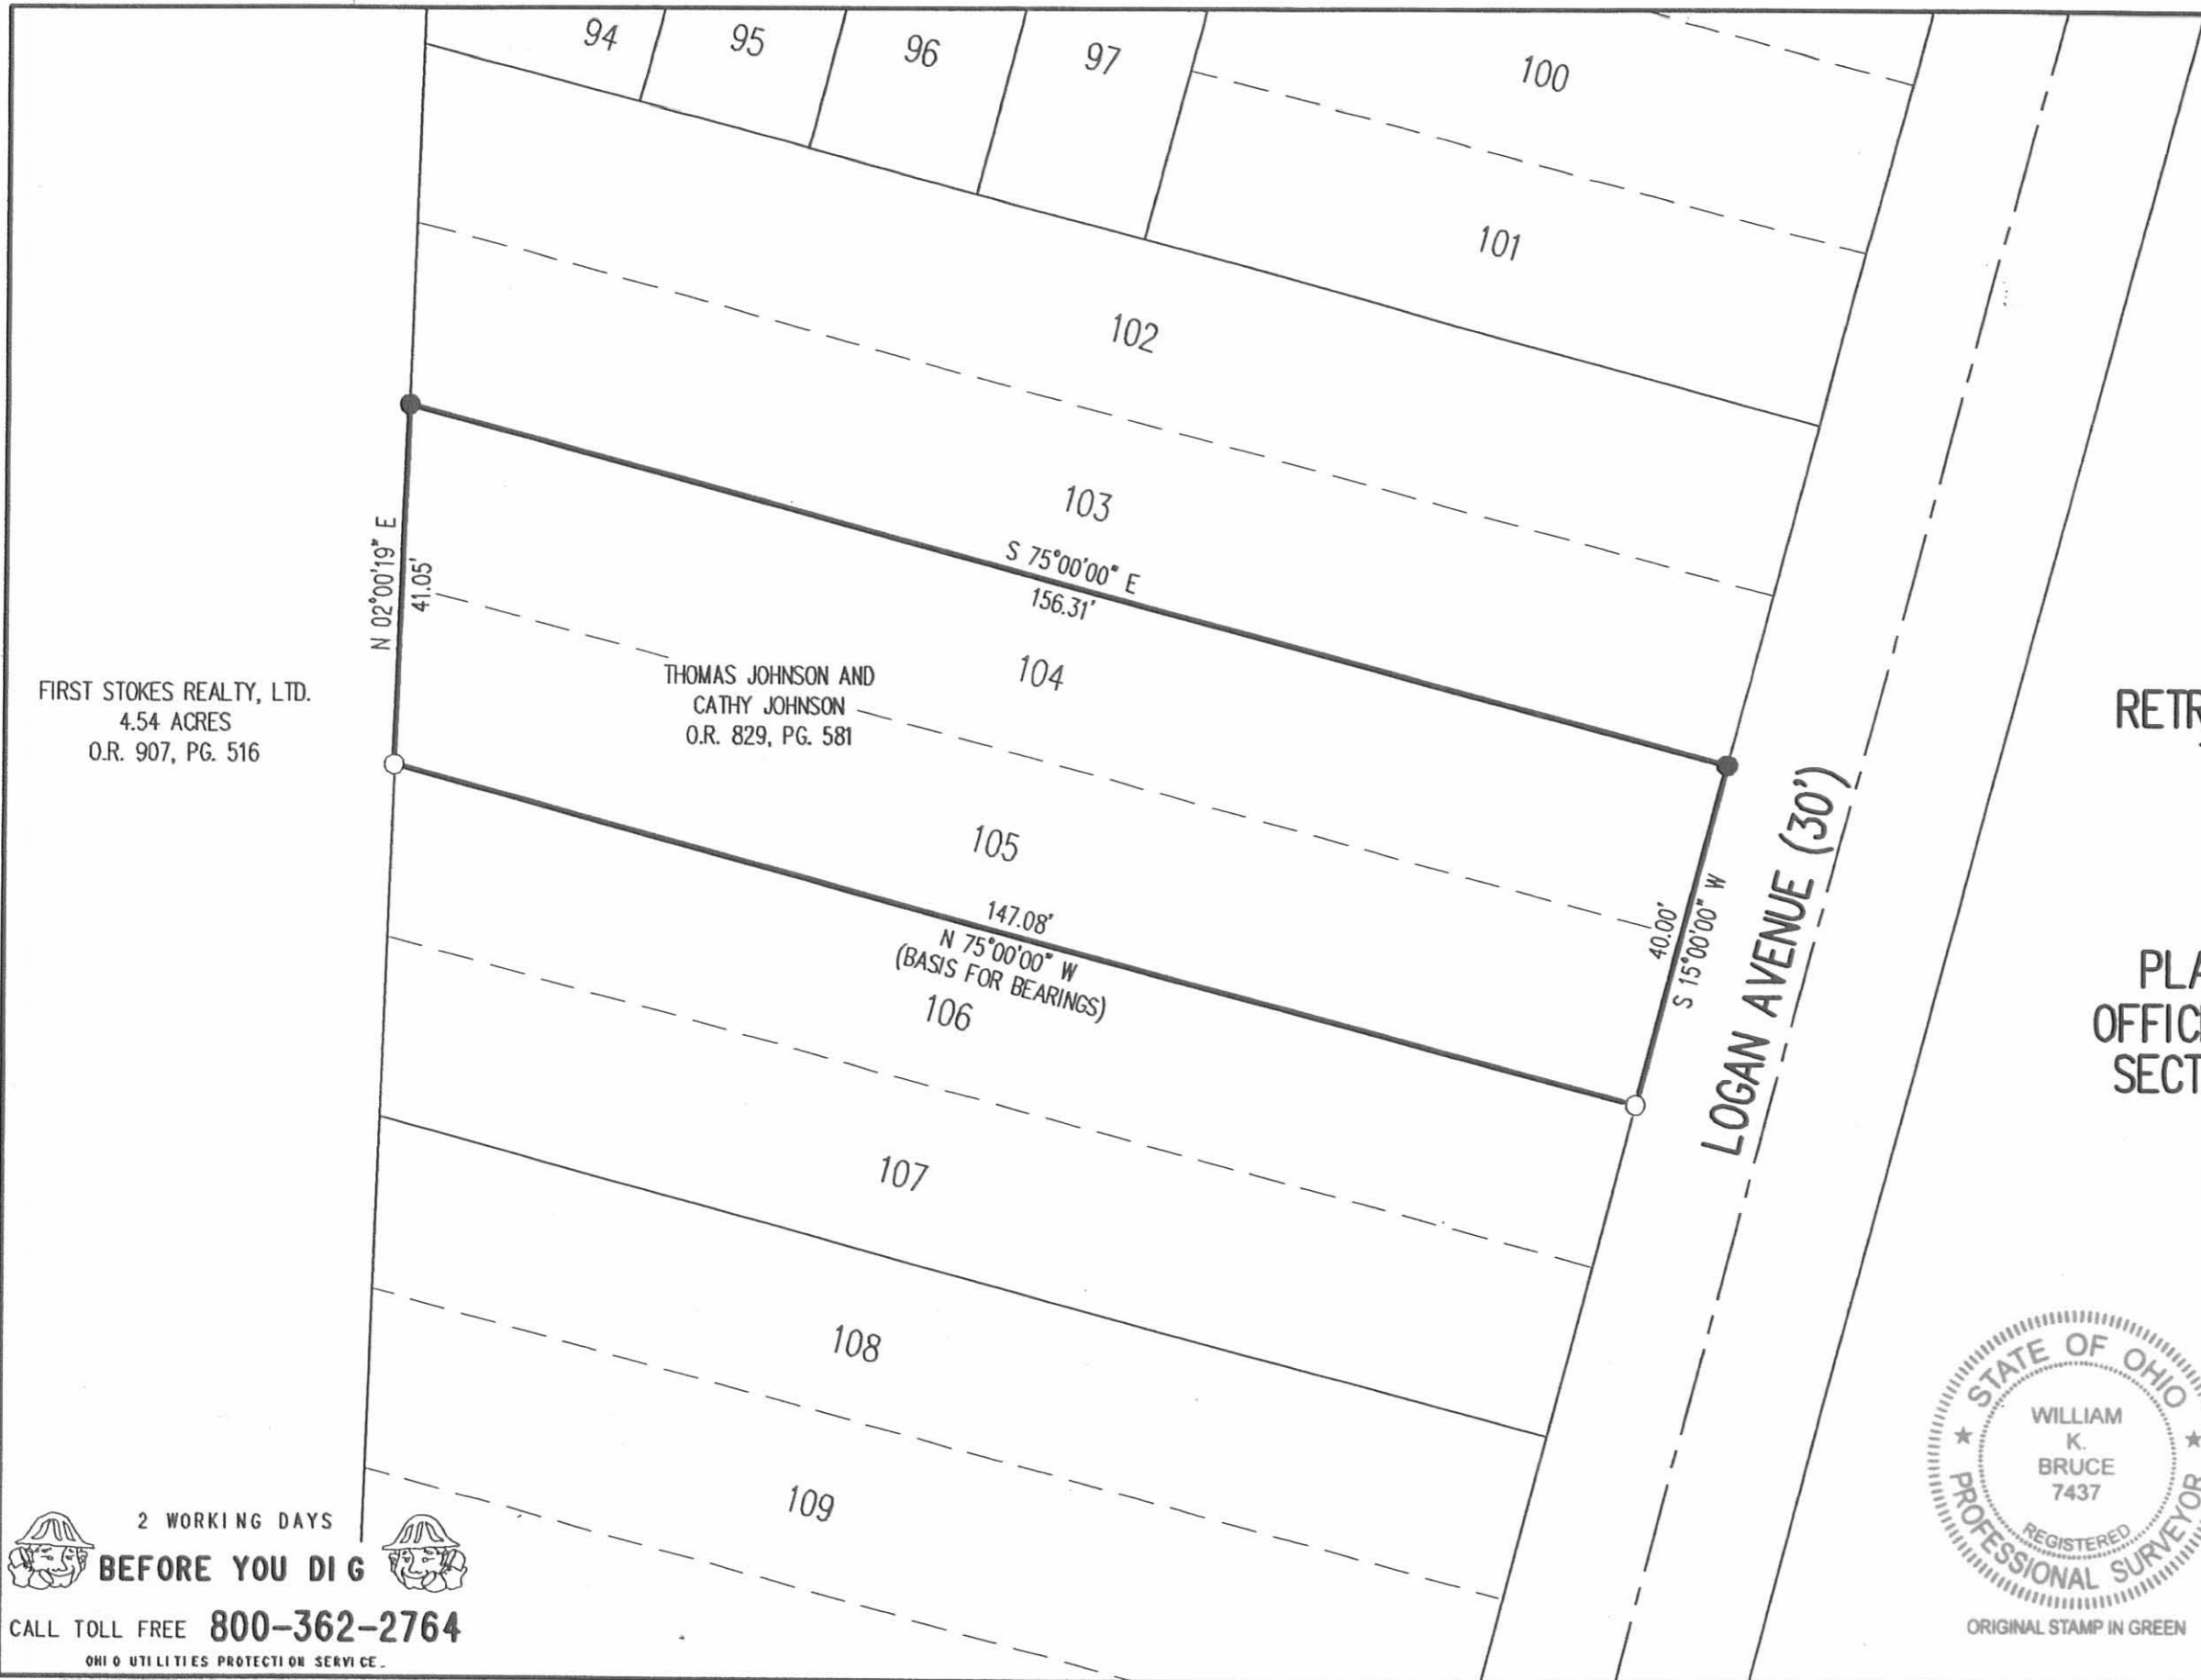 94
95
96
97
100
101
102
103
S 75°00'00" E
156.31'
N 02°00'19" E
41.05'
104
THOMAS JOHNSON AND
CATHY JOHNSON
O.R. 829, PG. 581
FIRST STOKES REALTY, LTD.
4.54 ACRES
O.R. 907, PG. 516
RETR
105
147.08'
N 75°00'00" W
(BASIS FOR BEARINGS)
40.00'
S 15°00'00" W
LOGAN AVENUE (30')
106
PLA
OFFIC
SECT
107
108
109
STATE OF OHIO
WILLIAM
K.
BRUCE
7437
REGISTERED
PROFESSIONAL SURVEYOR
ORIGINAL STAMP IN GREEN
2 WORKING DAYS
BEFORE YOU DIG
CALL TOLL FREE 800-362-2764
OHIO UTILITIES PROTECTION SERVICE.